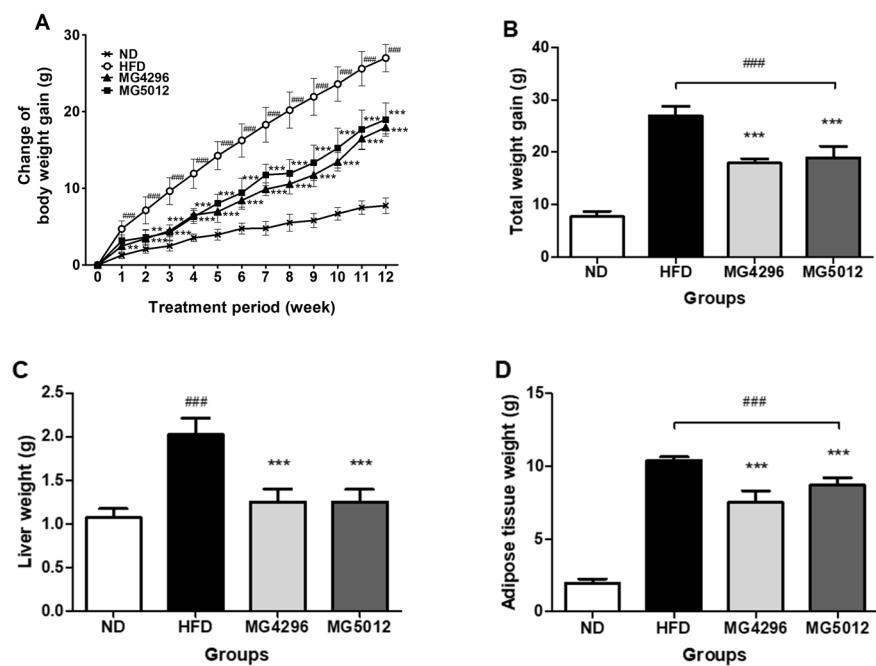 A
Change of
body weight gain (g)
30
20
10
0
ND
HFD
MG4296
MG5012
0 1 2 3 4 5 6 7 8 9 10 11 12
Treatment period (week)
B
Total weight gain (g)
40
30
20
10
0
###
***
***
ND HFD MG4296 MG5012
Groups
C
Liver weight (g)
2.5
2.0
1.5
1.0
0.5
0.0
###
***
***
ND HFD MG4296 MG5012
Groups
D
Adipose tissue weight (g)
15
10
5
0
###
***
***
ND HFD MG4296 MG5012
Groups